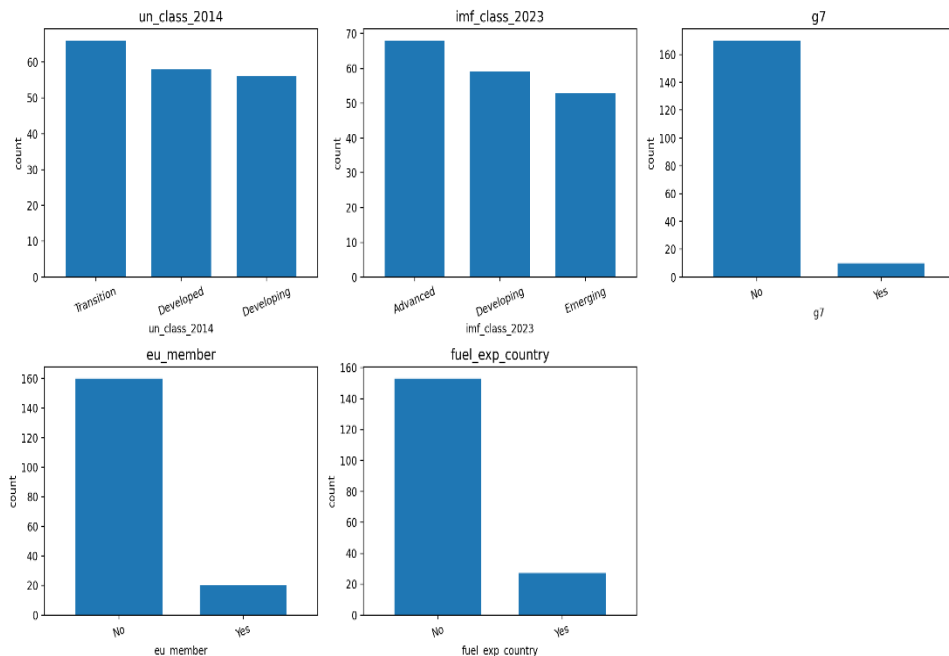 un_class_2014
count
60
50
40
30
20
10
0
Transition Developed Developing
un_class_2014
imf_class_2023
count
70
60
50
40
30
20
10
0
Advanced Developing Emerging
imf_class_2023
g7
count
160
140
120
100
80
60
40
20
0
No Yes
g7
eu_member
count
160
140
120
100
80
60
40
20
0
No Yes
eu_member
fuel_exp_country
count
160
140
120
100
80
60
40
20
0
No Yes
fuel_exp_country